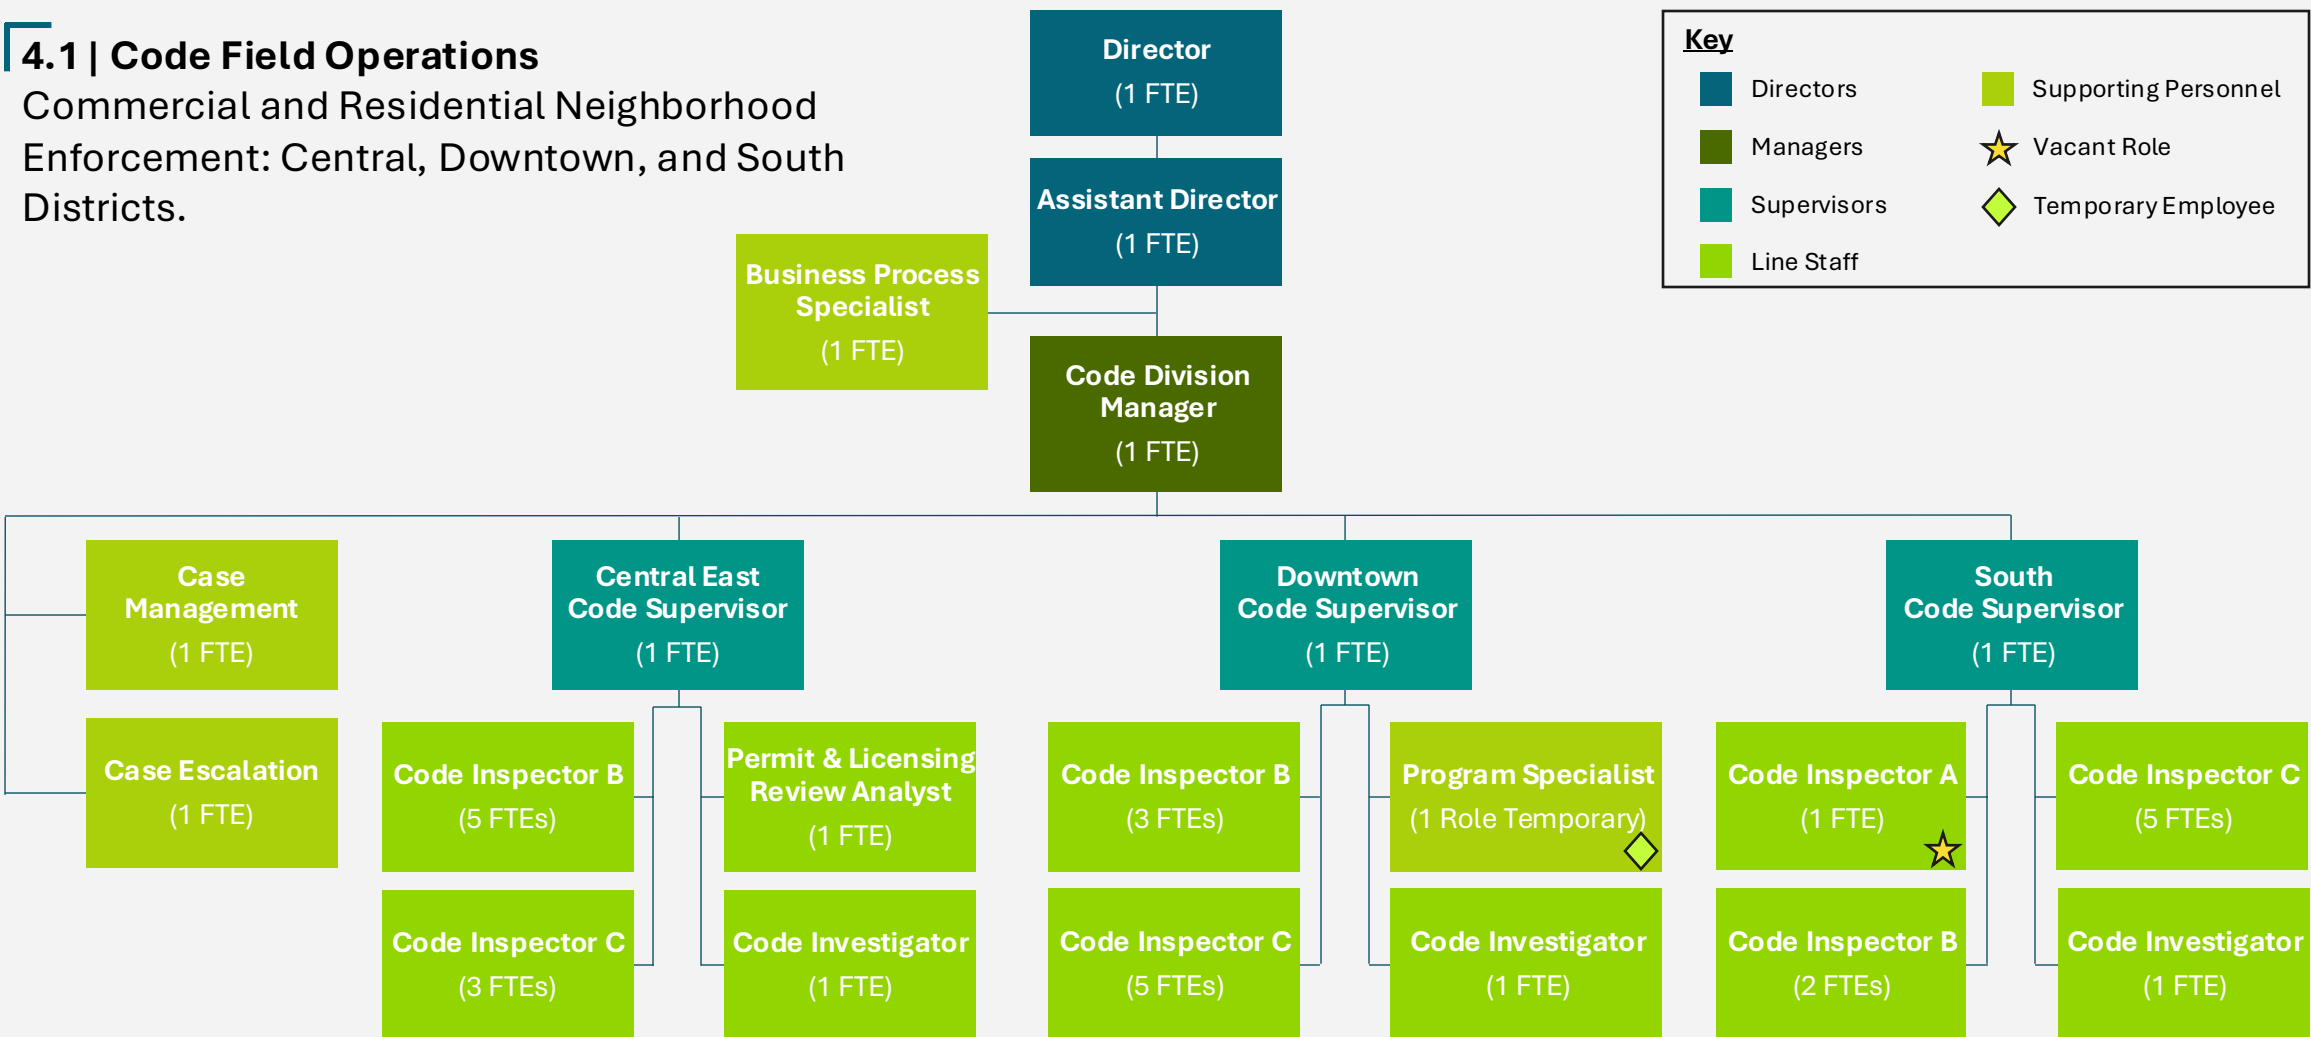 4.1 | Code Field Operations
Commercial and Residential Neighborhood
Enforcement: Central, Downtown, and South
Districts.
Director
(1 FTE)
Assistant Director
(1 FTE)
Business Process
Specialist
(1 FTE)
Code Division
Manager
(1 FTE)
Key
Directors
Managers
Supervisors
Line Staff
Supporting Personnel
Vacant Role
Temporary Employee
Case
Management
(1 FTE)
Case Escalation
(1 FTE)
Central East
Code Supervisor
(1 FTE)
Code Inspector B
(5 FTEs)
Code Inspector C
(3 FTEs)
Permit & Licensing
Review Analyst
(1 FTE)
Code Investigator
(1 FTE)
Downtown
Code Supervisor
(1 FTE)
Code Inspector B
(3 FTEs)
Code Inspector C
(5 FTEs)
Program Specialist
(1 Role Temporary)
Code Investigator
(1 FTE)
South
Code Supervisor
(1 FTE)
Code Inspector A
(1 FTE)
Code Inspector B
(2 FTEs)
Code Inspector C
(5 FTEs)
Code Investigator
(1 FTE)